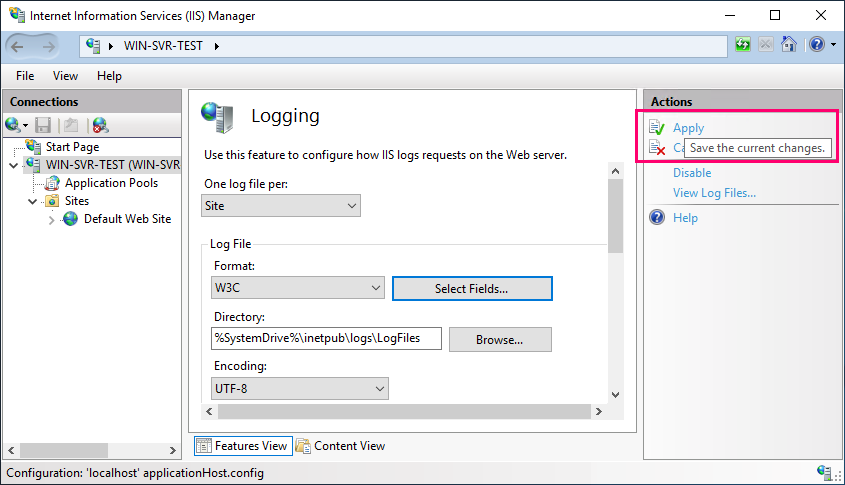 Internet Information Services (IIS) Manager
WIN-SVR-TEST
File View Help
Connections
Start Page
WIN-SVR-TEST (WIN-SVR
Application Pools
Sites
Default Web Site
Logging
Use this feature to configure how IIS logs requests on the Web server.
One log file per:
Site
Log File
Format:
W3C
Select Fields...
Directory:
%SystemDrive%\inetpub\logs\LogFiles
Browse...
Encoding:
UTF-8
Features View
Content View
Actions
Apply
Save the current changes.
Disable
View Log Files...
Help
Configuration: 'localhost' applicationHost.config